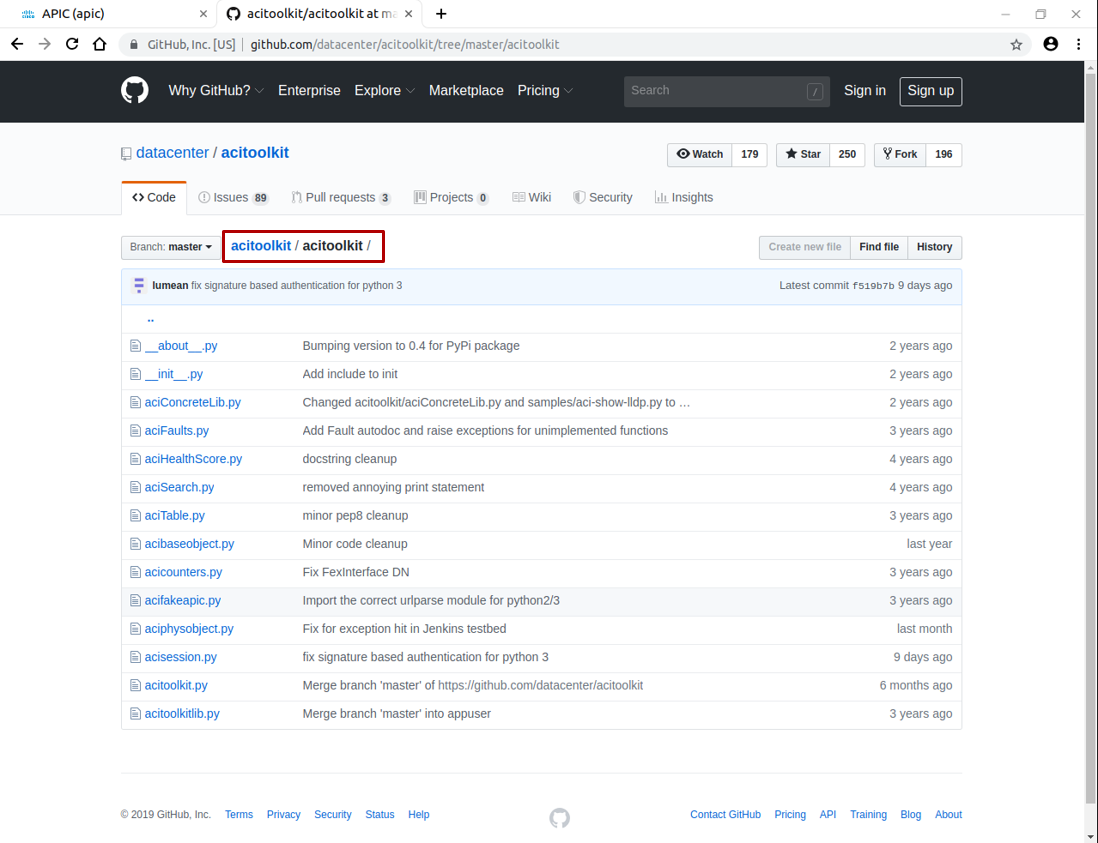 APIC (apic)
acitoolkit/acitoolkit at ma
GitHub, Inc. [US] | github.com/datacenter/acitoolkit/tree/master/acitoolkit
Why GitHub? Enterprise Explore Marketplace Pricing Search / Sign in Sign up
datacenter / acitoolkit Watch 179 Star 250 Fork 196
Code Issues 89 Pull requests 3 Projects 0 Wiki Security Insights
Branch: master acitoolkit / acitoolkit / Create new file Find file History
lumean fix signature based authentication for python 3 Latest commit f519b7b 9 days ago
..
__about__.py Bumping version to 0.4 for PyPi package 2 years ago
__init__.py Add include to init 2 years ago
aciConcreteLib.py Changed acitoolkit/aciConcreteLib.py and samples/aci-show-lldp.py to … 2 years ago
aciFaults.py Add Fault autodoc and raise exceptions for unimplemented functions 3 years ago
aciHealthScore.py docstring cleanup 4 years ago
aciSearch.py removed annoying print statement 4 years ago
aciTable.py minor pep8 cleanup 3 years ago
acibaseobject.py Minor code cleanup last year
acicounters.py Fix FexInterface DN 3 years ago
acifakeapic.py Import the correct urlparse module for python2/3 3 years ago
aciphysobject.py Fix for exception hit in Jenkins testbed last month
acisession.py fix signature based authentication for python 3 9 days ago
acitoolkit.py Merge branch 'master' of https://github.com/datacenter/acitoolkit 6 months ago
acitoolkitlib.py Merge branch 'master' into appuser 3 years ago
© 2019 GitHub, Inc. Terms Privacy Security Status Help Contact GitHub Pricing API Training Blog About